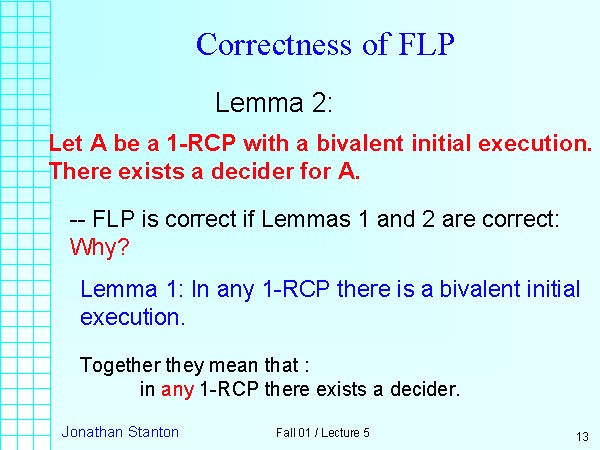 Correctness of FLP
Lemma 2:
Let A be a 1-RCP with a bivalent initial execution.
There exists a decider for A.
-- FLP is correct if Lemmas 1 and 2 are correct:
Why?
Lemma 1: In any 1-RCP there is a bivalent initial
execution.
Together they mean that :
in any 1-RCP there exists a decider.
Jonathan Stanton
Fall 01 / Lecture 5
13